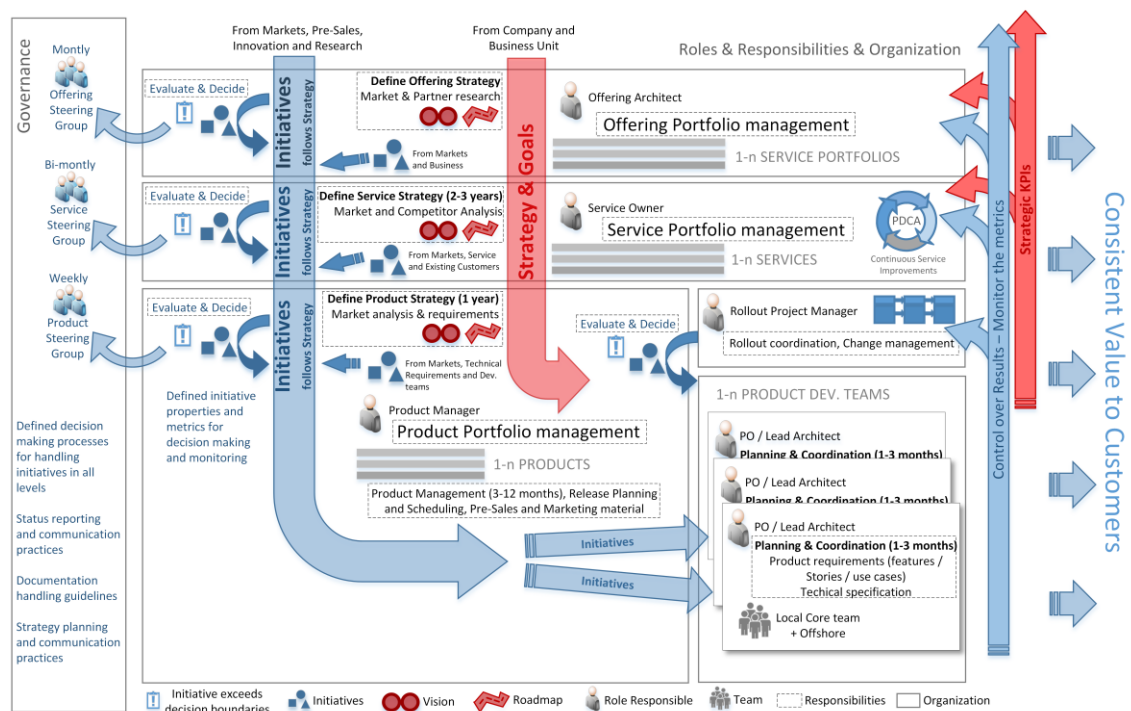 Governance
Montly
Offering
Steering
Group
Bi-montly
Service
Steering
Group
Weekly
Product
Steering
Group
Defined decision
making processes
for handling
initiatives in all
levels
Status reporting
and communication
practices
Documentation
handling guidelines
Strategy planning
and communication
practices
From Markets, Pre-Sales,
Innovation and Research
From Company and
Business Unit
Roles & Responsibilities & Organization
Evaluate & Decide
Initiatives
follows Strategy
Define Offering Strategy
Market & Partner research
From Markets
and Business
Strategy & Goals
Offering Architect
Offering Portfolio management
1-n SERVICE PORTFOLIOS
Evaluate & Decide
Initiatives
follows Strategy
Define Service Strategy (2-3 years)
Market and Competitor Analysis
From Markets, Service
and Existing Customers
Service Owner
Service Portfolio management
1-n SERVICES
PDCA
Continuous Service
Improvements
Evaluate & Decide
Initiatives
follows Strategy
Define Product Strategy (1 year)
Market analysis & requirements
From Markets, Technical
Requirements and Dev.
teams
Defined initiative
properties and
metrics for
decision making
and monitoring
Product Manager
Product Portfolio management
1-n PRODUCTS
Product Management (3-12 months), Release Planning
and Scheduling, Pre-Sales and Marketing material
Evaluate & Decide
Initiatives
Initiatives
Rollout Project Manager
Rollout coordination, Change management
1-n PRODUCT DEV. TEAMS
PO / Lead Architect
Planning & Coordination (1-3 months)
PO / Lead Architect
Planning & Coordination (1-3 months)
PO / Lead Architect
Planning & Coordination (1-3 months)
Product requirements (features /
Stories / use cases)
Techical specification
Local Core team
+ Offshore
Control over Results – Monitor the metrics
Strategic KPIs
Consistent Value to Customers
Initiative exceeds
decision boundaries
Initiatives
Vision
Roadmap
Role Responsible
Team
Responsibilities
Organization